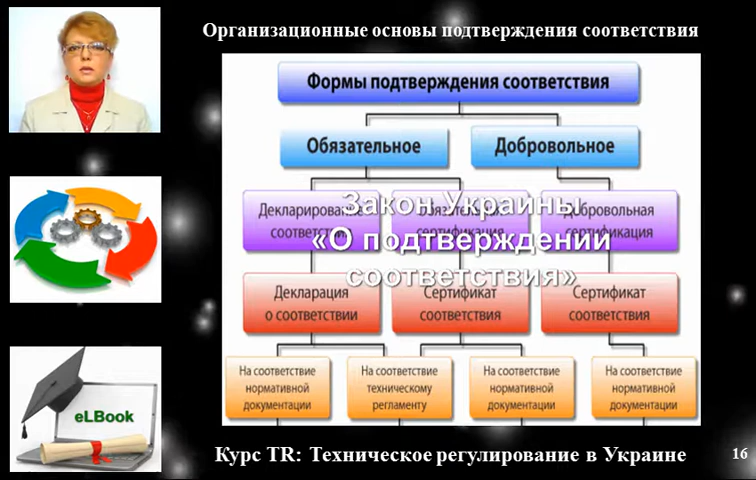 Организационные основы подтверждения соответствия
Формы подтверждения соответствия
Обязательное
Добровольное
Декларирование
соответствия
Обязательная
сертификация
Добровольная
сертификация
Закон Украины
«О подтверждении
соответствия»
Декларация
о соответствии
Сертификат
соответствия
Сертификат
соответствия
На соответствие
нормативной
документации
На соответствие
техническому
регламенту
На соответствие
нормативной
документации
На соответствие
нормативной
документации
eLBook
Курс TR: Техническое регулирование в Украине
16